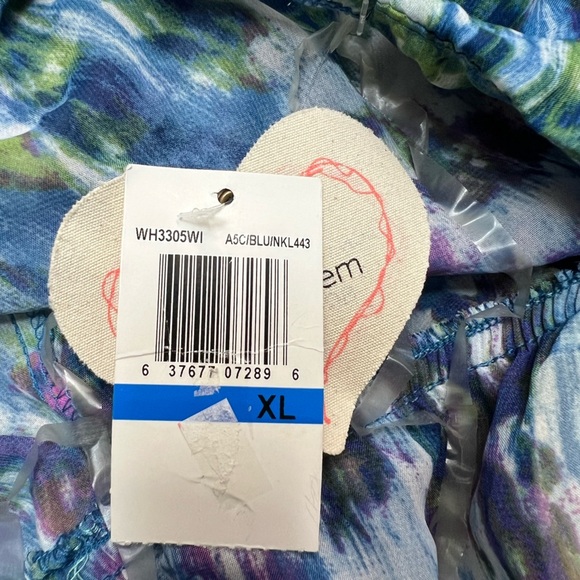 WH3305WI A5C/BLU/NKL443
em
6 37677 07289 6
XL